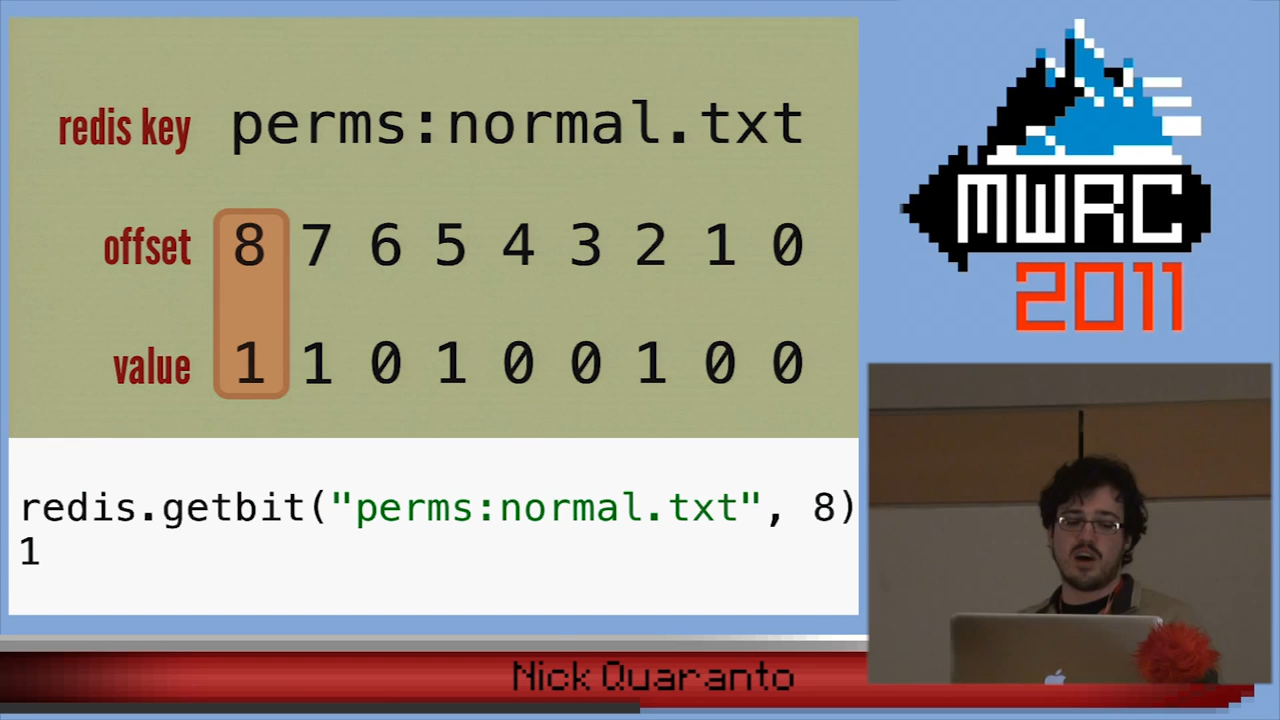 redis key perms:normal.txt
offset 8 7 6 5 4 3 2 1 0
value 1 1 0 1 0 0 1 0 0
redis.getbit("perms:normal.txt", 8)
1
MWRC
2011
Nick Quaranto